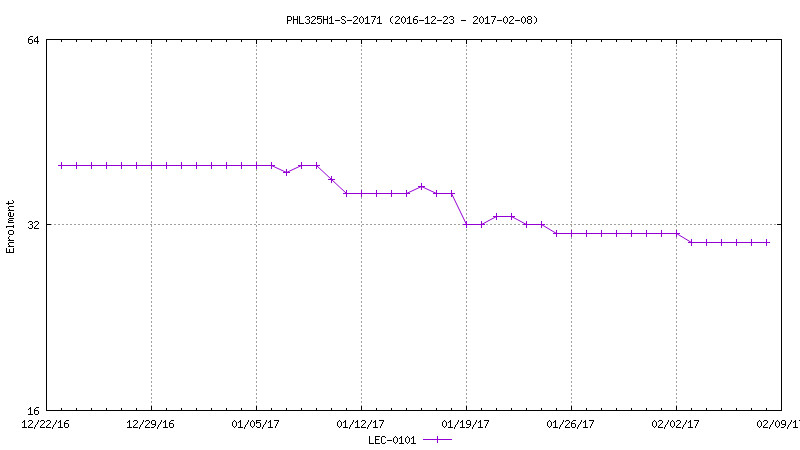 PHL325H1-S-20171 (2016-12-23 - 2017-02-08)
64
32
16
Enrolment
12/22/16 12/29/16 01/05/17 01/12/17 01/19/17 01/26/17 02/02/17 02/09/1
LEC-0101